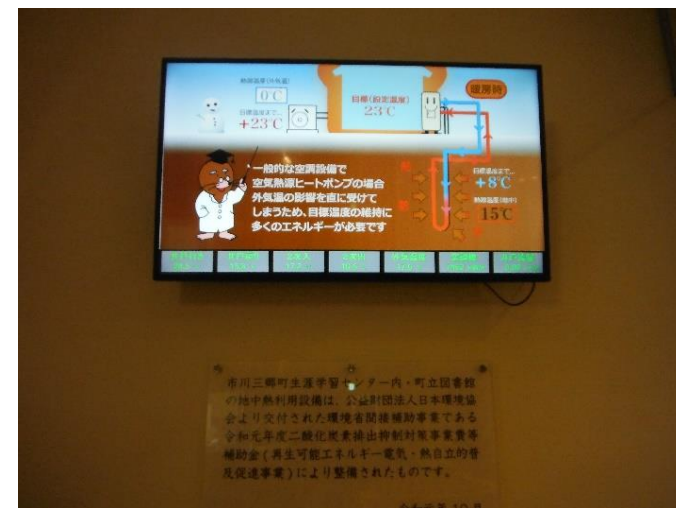 熱源温度(外気温)
0℃
目標温度まで…
+23℃
目標(設定温度)
23℃
暖房時
一般的な空調設備で
空気熱源ヒートポンプの場合
外気温の影響を直に受けて
しまうため、目標温度の維持に
多くのエネルギーが必要です
目標温度まで…
+8℃
熱源温度(地中)
15℃
市川三郷町生涯学習センター内・町立図書館
の地中熱利用設備は、公益財団法人日本環境協
会より交付された環境省間接補助事業である
令和元年度二酸化炭素排出抑制対策事業費等
補助金(再生可能エネルギー電気・熱自立的普
及促進事業)により整備されたものです。